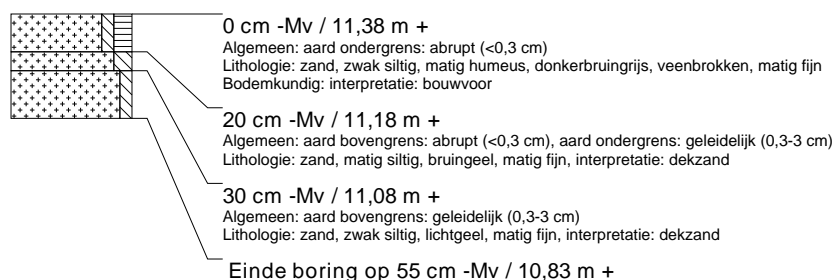 0 cm -Mv / 11,38 m +
Algemeen: aard ondergrens: abrupt (<0,3 cm)
Lithologie: zand, zwak siltig, matig humeus, donkerbruingrijs, veenbrokken, matig fijn
Bodemkundig: interpretatie: bouwvoor
20 cm -Mv / 11,18 m +
Algemeen: aard bovengrens: abrupt (<0,3 cm), aard ondergrens: geleidelijk (0,3-3 cm)
Lithologie: zand, matig siltig, bruingeel, matig fijn, interpretatie: dekzand
30 cm -Mv / 11,08 m +
Algemeen: aard bovengrens: geleidelijk (0,3-3 cm)
Lithologie: zand, zwak siltig, lichtgeel, matig fijn, interpretatie: dekzand
Einde boring op 55 cm -Mv / 10,83 m +